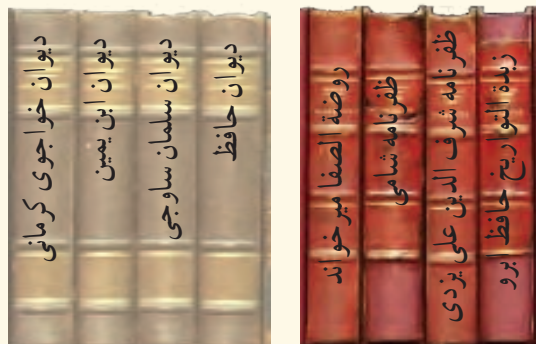 زبدة التواریخ حافظ برو
ظفرنامه شرف الدین علی یزدی
ظفرنامه شامی
روضة الصفا میرخواند
دیوان حافظ
دیوان سلمان ساوجی
دیوان ابن یمین
دیوان خواجوی کرمانی